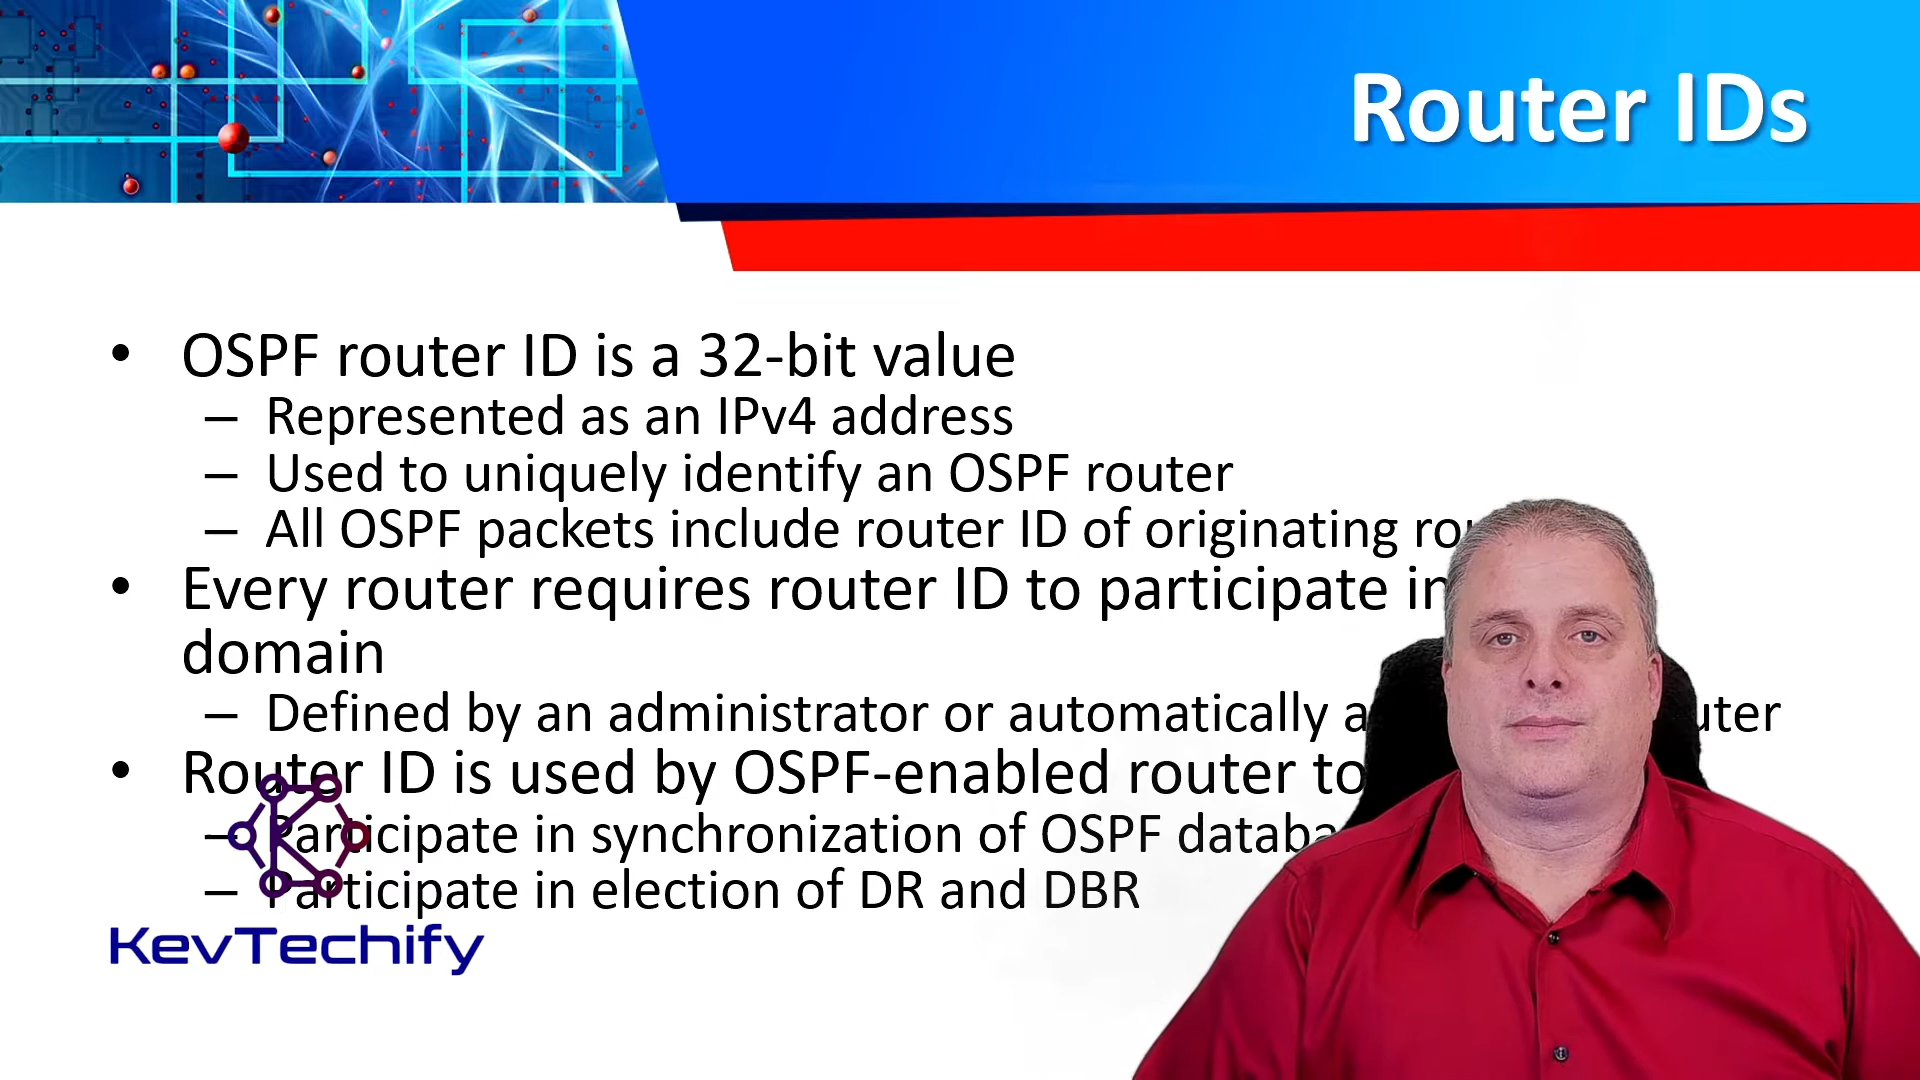 Router IDs
• OSPF router ID is a 32-bit value
– Represented as an IPv4 address
– Used to uniquely identify an OSPF router
– All OSPF packets include router ID of originating
• Every router requires router ID to participate in
domain
– Defined by an administrator or automatically
• Router ID is used by OSPF-enabled router to
– Participate in synchronization of OSPF
– Participate in election of DR and DBR
KevTechify